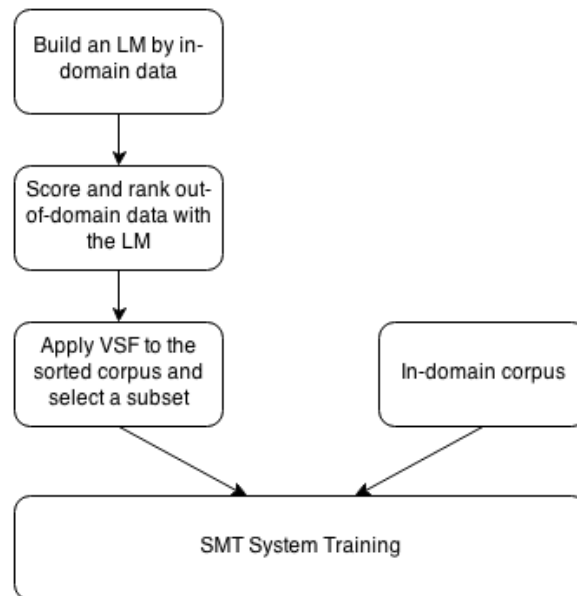 Build an LM by in-
domain data
Score and rank out-
of-domain data with
the LM
Apply VSF to the
sorted corpus and
select a subset
In-domain corpus
SMT System Training